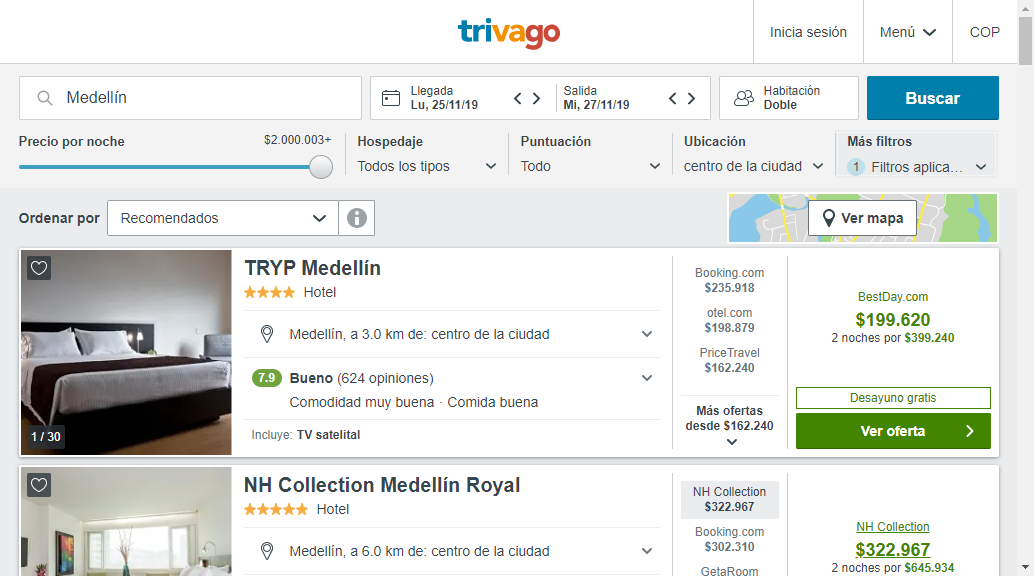 trivago
Inicia sesión
Menú
COP
Medellín
Llegada
Lu, 25/11/19
Salida
Mi, 27/11/19
Habitación
Doble
Buscar
Precio por noche
$2.000.003+
Hospedaje
Todos los tipos
Puntuación
Todo
Ubicación
centro de la ciudad
Más filtros
1 Filtros aplica...
Ordenar por
Recomendados
Ver mapa
TRYP Medellín
Hotel
Medellín, a 3.0 km de: centro de la ciudad
7.9 Bueno (624 opiniones)
Comodidad muy buena · Comida buena
Incluye: TV satelital
1 / 30
Booking.com
$235.918
otel.com
$198.879
PriceTravel
$162.240
Más ofertas
desde $162.240
BestDay.com
$199.620
2 noches por $399.240
Desayuno gratis
Ver oferta
NH Collection Medellín Royal
Hotel
Medellín, a 6.0 km de: centro de la ciudad
NH Collection
$322.967
Booking.com
$302.310
GetaRoom
NH Collection
$322.967
2 noches por $645.934